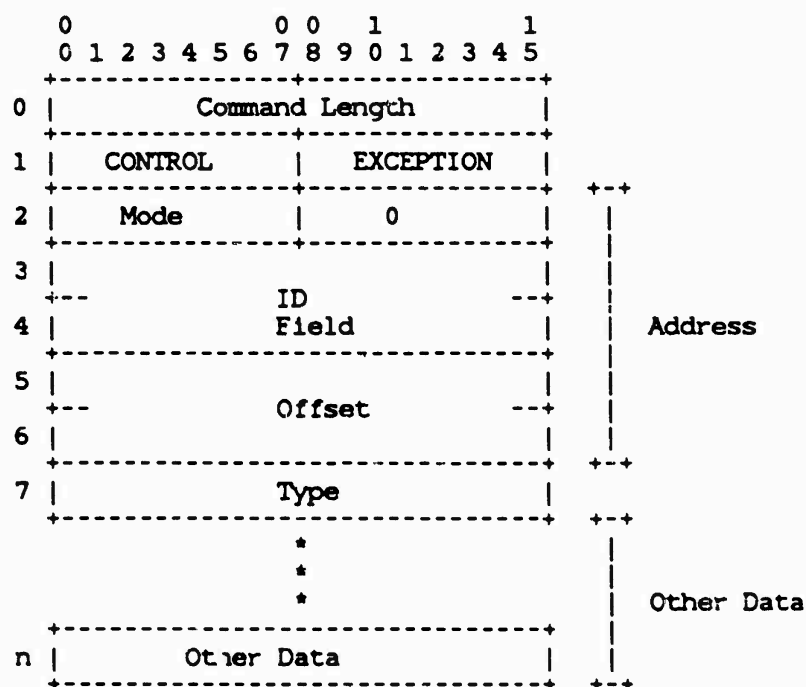 0 0 0 1 1
0 1 2 3 4 5 6 7 8 9 0 1 2 3 4 5
0 Command Length
1 CONTROL EXCEPTION
2 Mode 0
3
ID
4 Field Address
5
Offset
6
7 Type
*
*
* Other Data
n Other Data